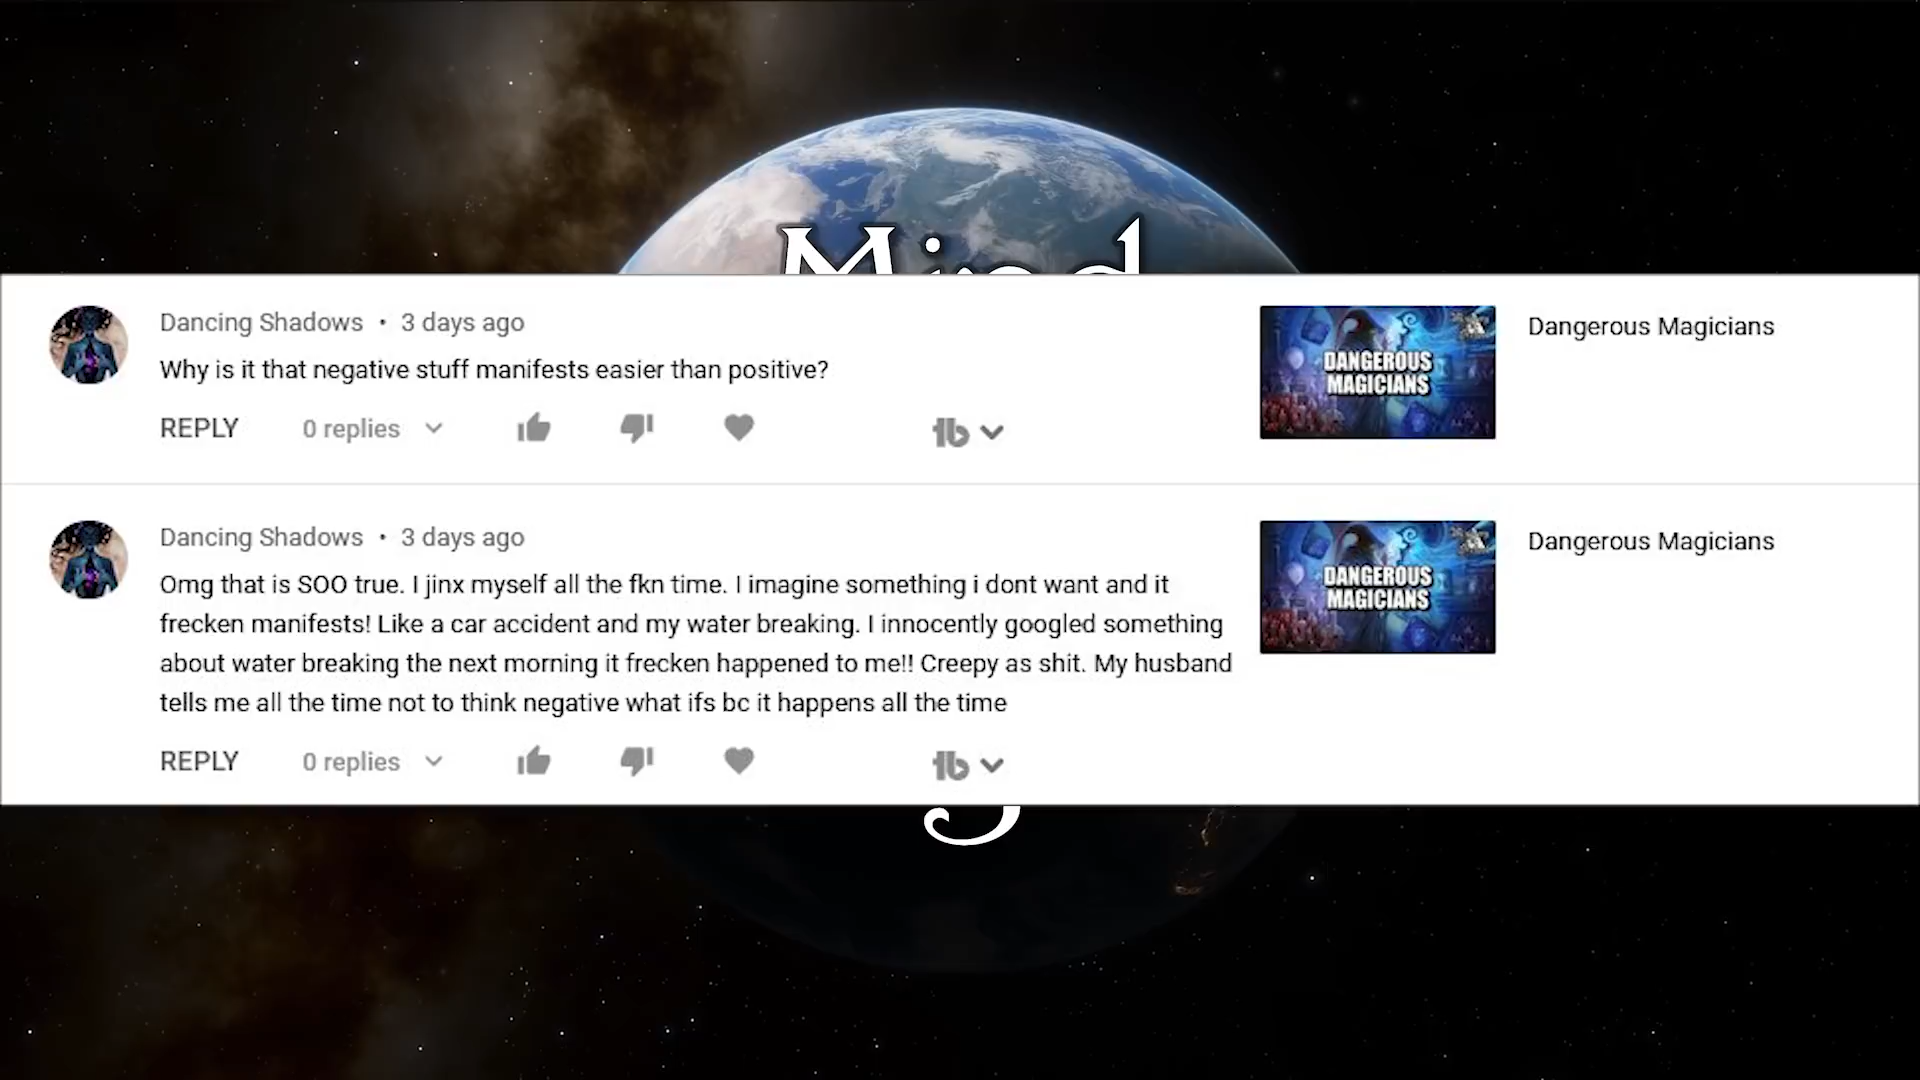 Mind
Dancing Shadows • 3 days ago
Why is it that negative stuff manifests easier than positive?
REPLY 0 replies
DANGEROUS
MAGICIANS
Dangerous Magicians
Dancing Shadows • 3 days ago
Omg that is SOO true. I jinx myself all the fkn time. I imagine something i dont want and it
frecken manifests! Like a car accident and my water breaking. I innocently googled something
about water breaking the next morning it frecken happened to me!! Creepy as shit. My husband
tells me all the time not to think negative what ifs bc it happens all the time
REPLY 0 replies
DANGEROUS
MAGICIANS
Dangerous Magicians